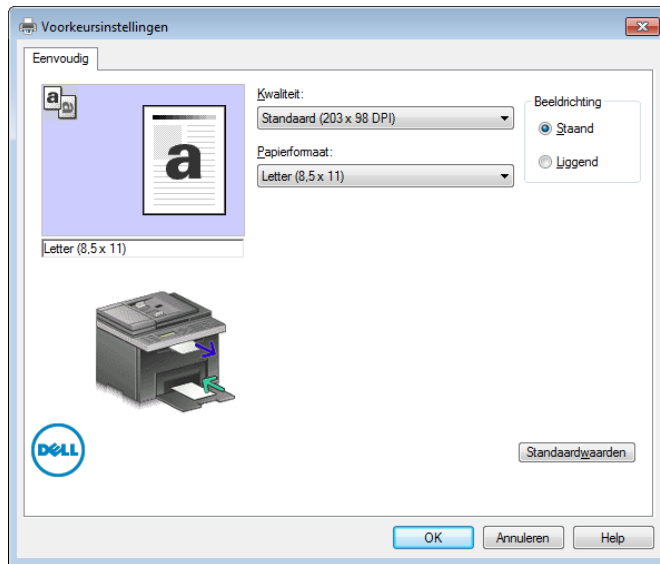 Voorkeursinstellingen
Eenvoudig
a
a
Kwaliteit:
Standaard (203 x 98 DPI)
Papierformaat:
Letter (8,5 x 11)
Beeldrichting
Staand
Liggend
a
Letter (8,5 x 11)
DELL
Standaardwaarden
OK
Annuleren
Help